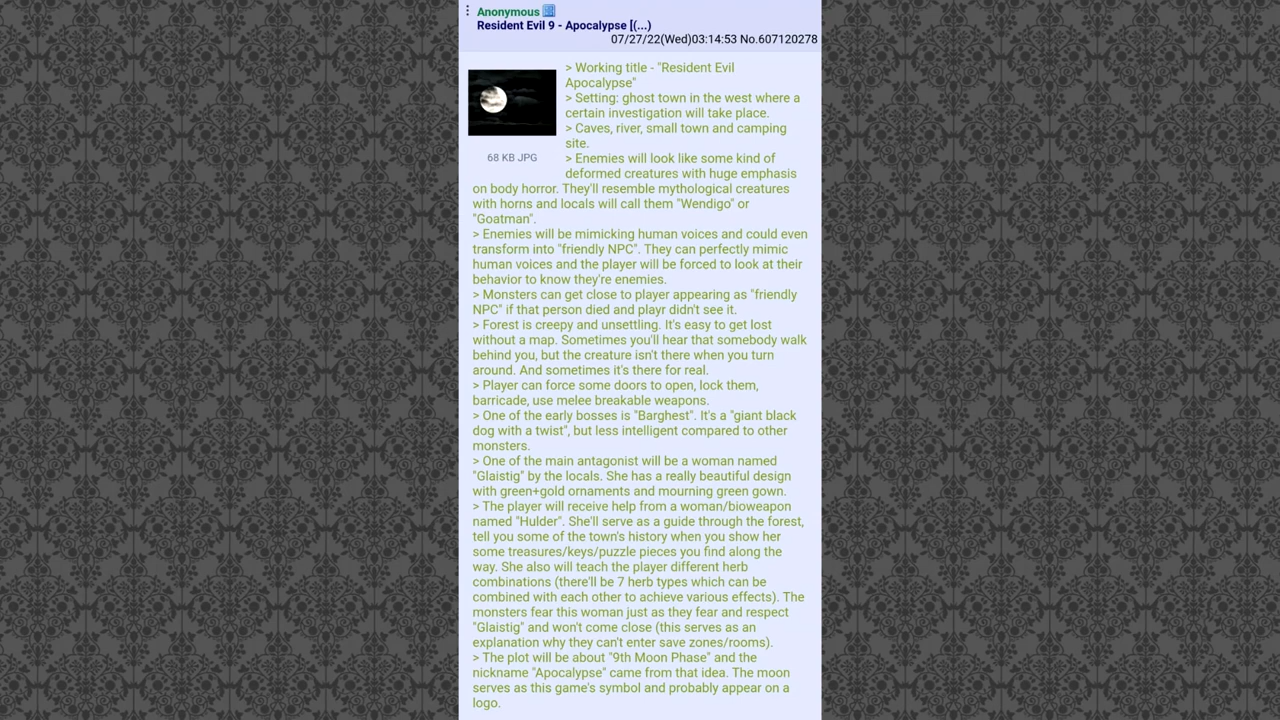 Anonymous
Resident Evil 9 - Apocalypse [(...)
07/27/22(Wed)03:14:53 No.607120278
> Working title - "Resident Evil
Apocalypse"
> Setting: ghost town in the west where a
certain investigation will take place.
> Caves, river, small town and camping
site.
68 KB JPG
> Enemies will look like some kind of
deformed creatures with huge emphasis
on body horror. They'll resemble mythological creatures
with horns and locals will call them "Wendigo" or
"Goatman".
> Enemies will be mimicking human voices and could even
transform into "friendly NPC". They can perfectly mimic
human voices and the player will be forced to look at their
behavior to know they're enemies.
> Monsters can get close to player appearing as "friendly
NPC" if that person died and playr didn't see it.
> Forest is creepy and unsettling. It's easy to get lost
without a map. Sometimes you'll hear that somebody walk
behind you, but the creature isn't there when you turn
around. And sometimes it's there for real.
> Player can force some doors to open, lock them,
barricade, use melee breakable weapons.
> One of the early bosses is "Barghest". It's a "giant black
dog with a twist", but less intelligent compared to other
monsters.
> One of the main antagonist will be a woman named
"Glaistig" by the locals. She has a really beautiful design
with green+gold ornaments and mourning green gown.
> The player will receive help from a woman/bioweapon
named "Hulder". She'll serve as a guide through the forest,
tell you some of the town's history when you show her
some treasures/keys/puzzle pieces you find along the
way. She also will teach the player different herb
combinations (there'll be 7 herb types which can be
combined with each other to achieve various effects). The
monsters fear this woman just as they fear and respect
"Glaistig" and won't come close (this serves as an
explanation why they can't enter save zones/rooms).
> The plot will be about "9th Moon Phase" and the
nickname "Apocalypse" came from that idea. The moon
serves as this game's symbol and probably appear on a
logo.